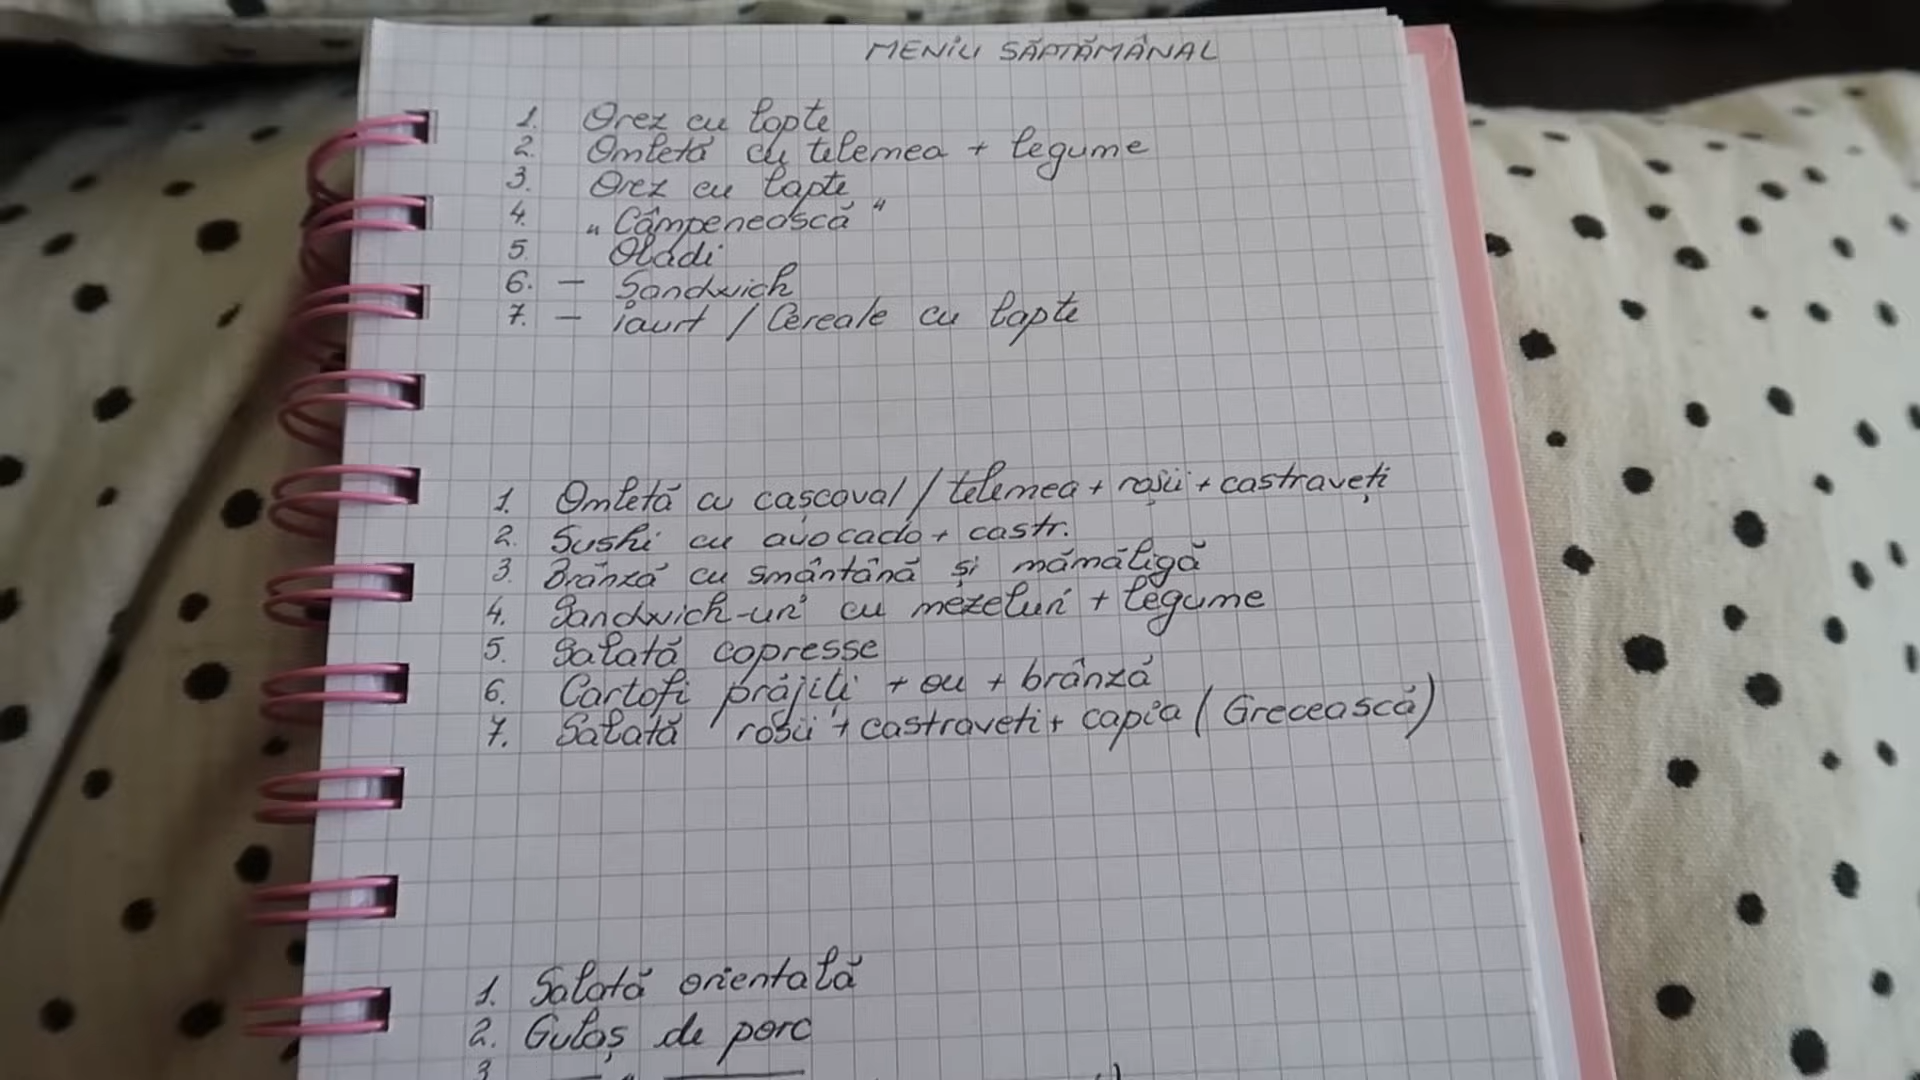 MENIU SĂPTĂMÂNAL
1. Orez cu lapte
2. Omletă cu telemea + legume
3. Orez cu lapte
4. „Câmpenească"
5. Oladi
6. – Sandwich
7. – iaurt / Cereale cu lapte
1. Omletă cu cașcaval / telemea + roșii + castraveți
2. Sushi cu avocado + castr.
3. Brânză cu smântână și mămăligă
4. Sandwich-uri cu mezeluri + legume
5. Salată copresse
6. Cartofi prăjiți + ou + brânză
7. Salată roșii + castraveti + capia (Grecească)
1. Salată orientală
2. Gulaș de porc
3